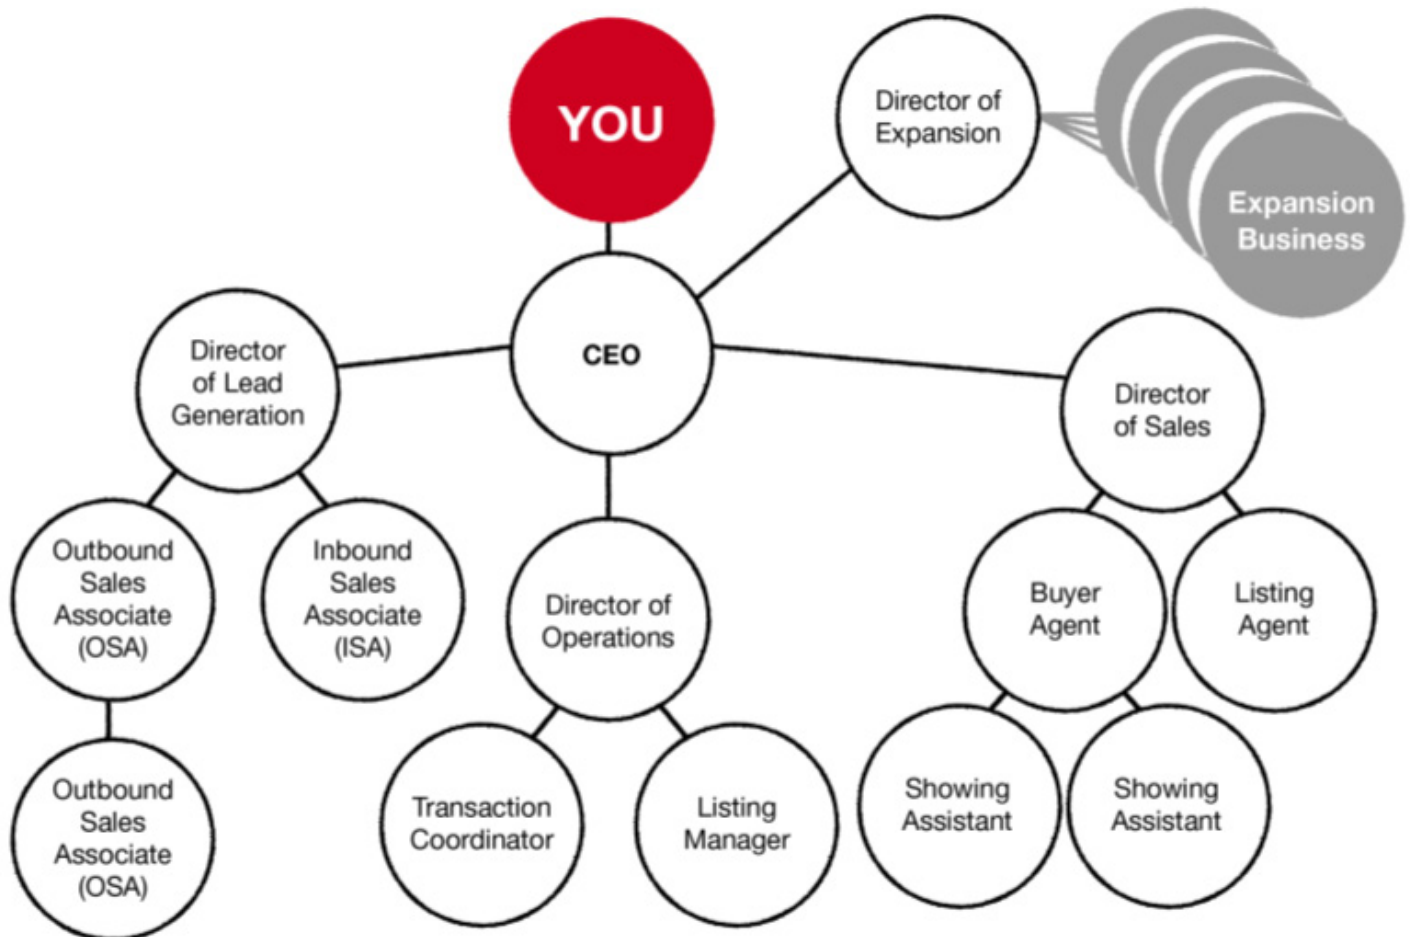 YOU
Director of
Expansion
Expansion
Business
CEO
Director
of Lead
Generation
Director
of Sales
Outbound
Sales
Associate
(OSA)
Inbound
Sales
Associate
(ISA)
Director of
Operations
Buyer
Agent
Listing
Agent
Outbound
Sales
Associate
(OSA)
Transaction
Coordinator
Listing
Manager
Showing
Assistant
Showing
Assistant